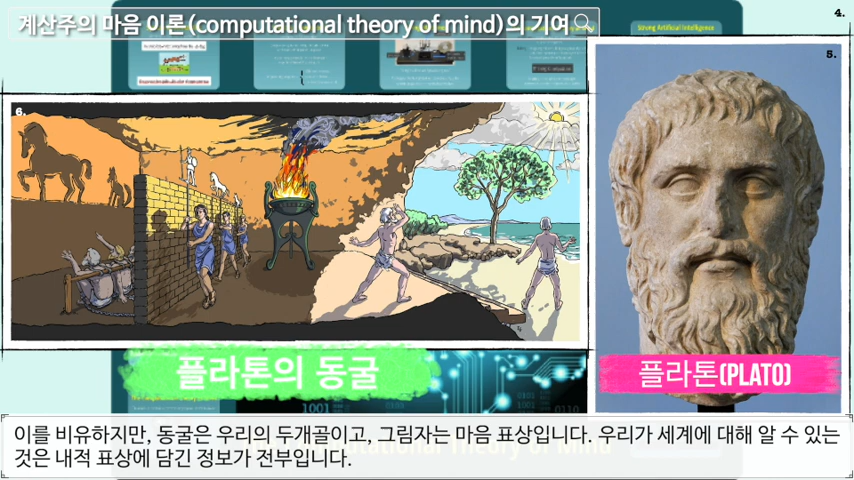 계산주의 마음 이론(computational theory of mind)의 기여
Strong Artificial Intelligence
4.
5.
6.
플라톤의 동굴
플라톤(PLATO)
1001
0101
0110
이를 비유하지만, 동굴은 우리의 두개골이고, 그림자는 마음 표상입니다. 우리가 세계에 대해 알 수 있는
것은 내적 표상에 담긴 정보가 전부입니다.